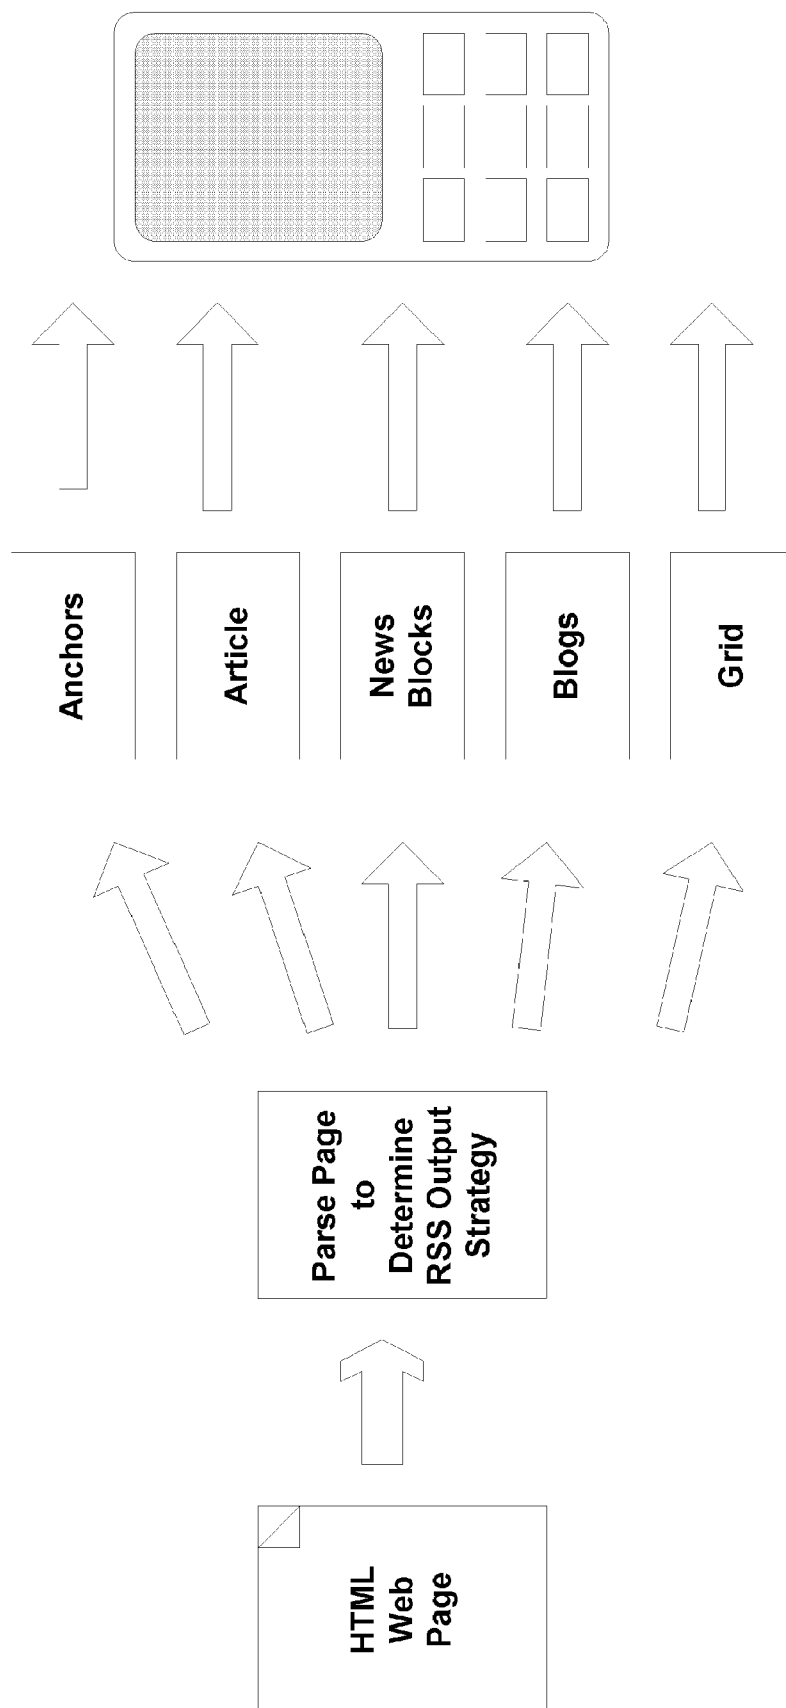 HTML
Web
Page
Parse Page
to
Determine
RSS Output
Strategy
Anchors
Article
News
Blocks
Blogs
Grid